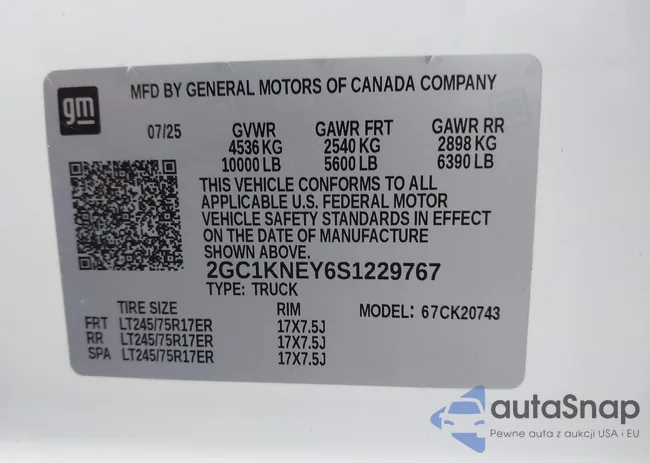 gm
MFD BY GENERAL MOTORS OF CANADA COMPANY
07/25 GVWR GAWR FRT GAWR RR
4536 KG 2540 KG 2898 KG
10000 LB 5600 LB 6390 LB
THIS VEHICLE CONFORMS TO ALL
APPLICABLE U.S. FEDERAL MOTOR
VEHICLE SAFETY STANDARDS IN EFFECT
ON THE DATE OF MANUFACTURE
SHOWN ABOVE.
2GC1KNEY6S1229767
TYPE: TRUCK
TIRE SIZE RIM MODEL: 67CK20743
FRT LT245/75R17ER 17X7.5J
RR LT245/75R17ER 17X7.5J
SPA LT245/75R17ER 17X7.5J
autaSnap
Pewne auta z aukcji USA i EU